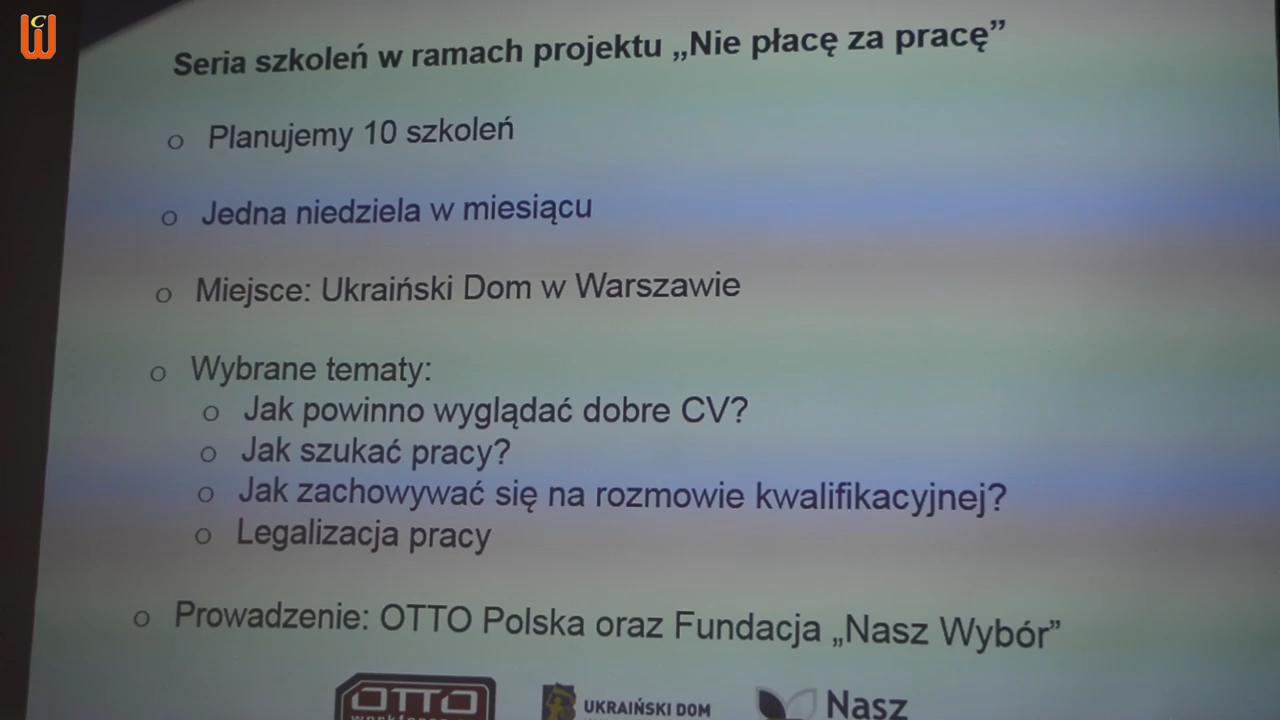 Seria szkoleń w ramach projektu „Nie płacę za pracę”
o Planujemy 10 szkoleń
o Jedna niedziela w miesiącu
o Miejsce: Ukraiński Dom w Warszawie
o Wybrane tematy:
o Jak powinno wyglądać dobre CV?
o Jak szukać pracy?
o Jak zachowywać się na rozmowie kwalifikacyjnej?
o Legalizacja pracy
o Prowadzenie: OTTO Polska oraz Fundacja „Nasz Wybór”
OTTO
UKRAIŃSKI DOM
Nasz